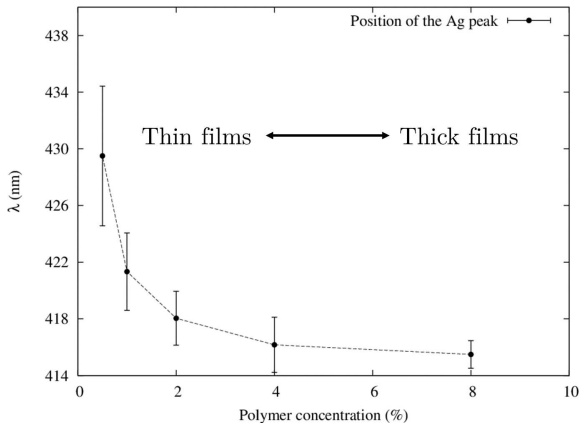 438
434
430
426
422
418
414
λ (nm)
Position of the Ag peak
Thin films
Thick films
0
2
4
6
8
10
Polymer concentration (%)